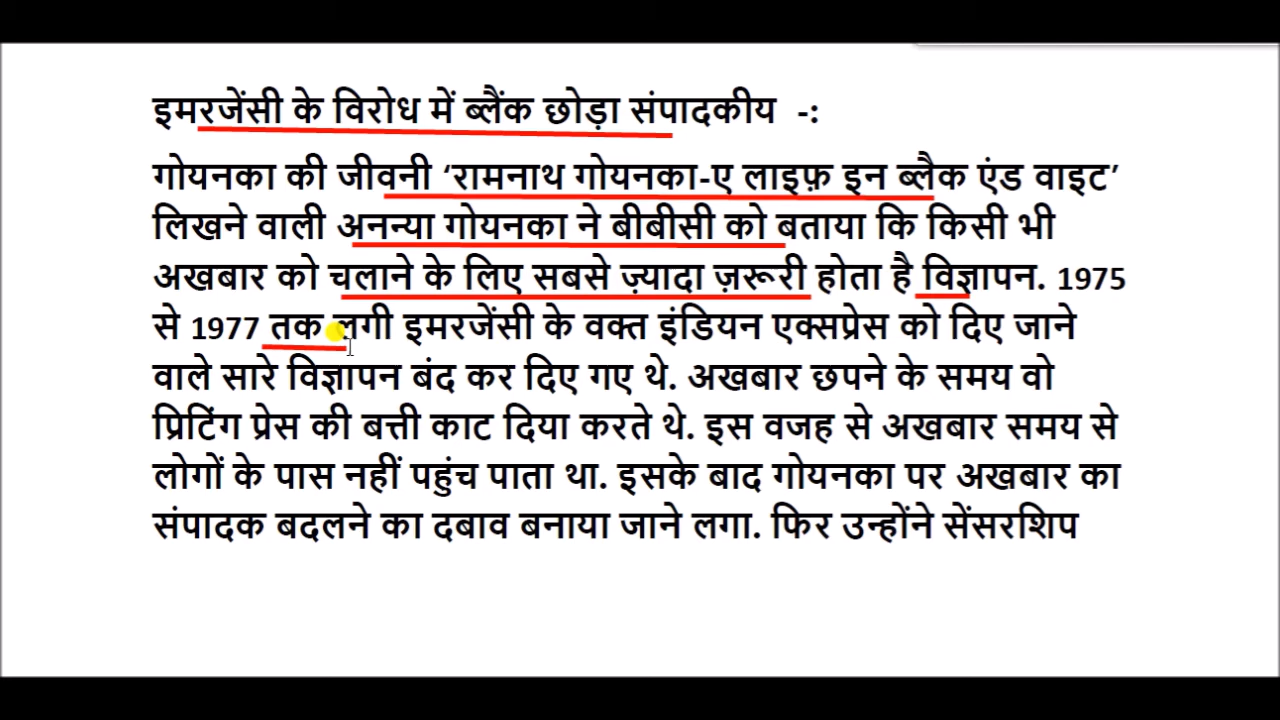 इमरजेंसी के विरोध में ब्लैंक छोड़ा संपादकीय -:
गोयनका की जीवनी ‘रामनाथ गोयनका-ए लाइफ़ इन ब्लैक एंड वाइट’
लिखने वाली अनन्या गोयनका ने बीबीसी को बताया कि किसी भी
अखबार को चलाने के लिए सबसे ज़्यादा ज़रूरी होता है विज्ञापन. 1975
से 1977 तक लगी इमरजेंसी के वक्त इंडियन एक्सप्रेस को दिए जाने
वाले सारे विज्ञापन बंद कर दिए गए थे. अखबार छपने के समय वो
प्रिटिंग प्रेस की बत्ती काट दिया करते थे. इस वजह से अखबार समय से
लोगों के पास नहीं पहुंच पाता था. इसके बाद गोयनका पर अखबार का
संपादक बदलने का दबाव बनाया जाने लगा. फिर उन्होंने सेंसरशिप